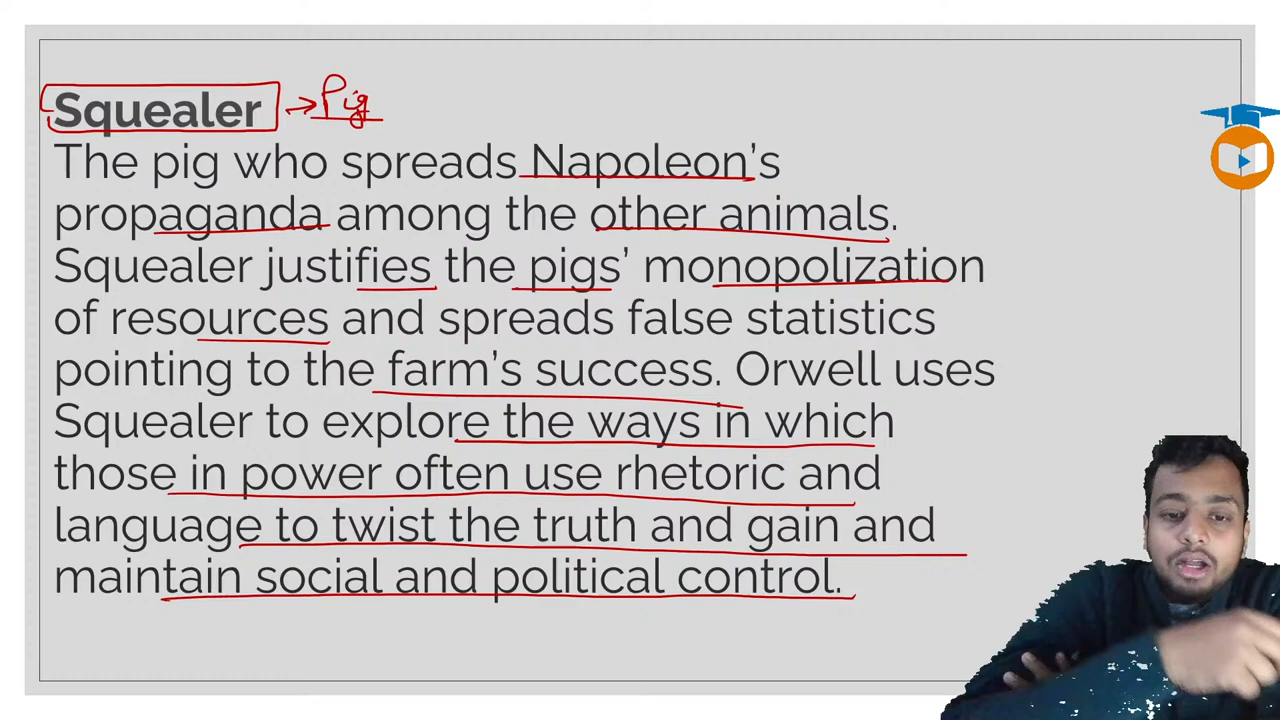 Squealer → Pig
The pig who spreads Napoleon's
propaganda among the other animals.
Squealer justifies the pigs' monopolization
of resources and spreads false statistics
pointing to the farm's success. Orwell uses
Squealer to explore the ways in which
those in power often use rhetoric and
language to twist the truth and gain and
maintain social and political control.